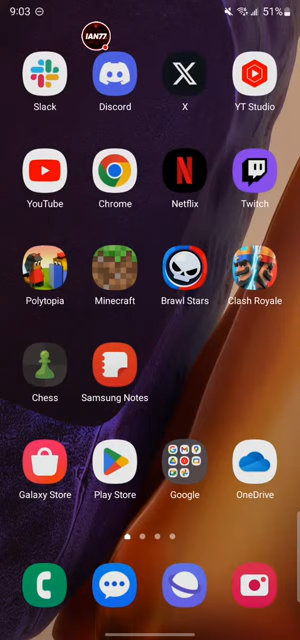 9:03
51%
IAN77
Slack Discord X YT Studio
YouTube Chrome Netflix Twitch
Polytopia Minecraft Brawl Stars Clash Royale
Chess Samsung Notes
Galaxy Store Play Store Google OneDrive